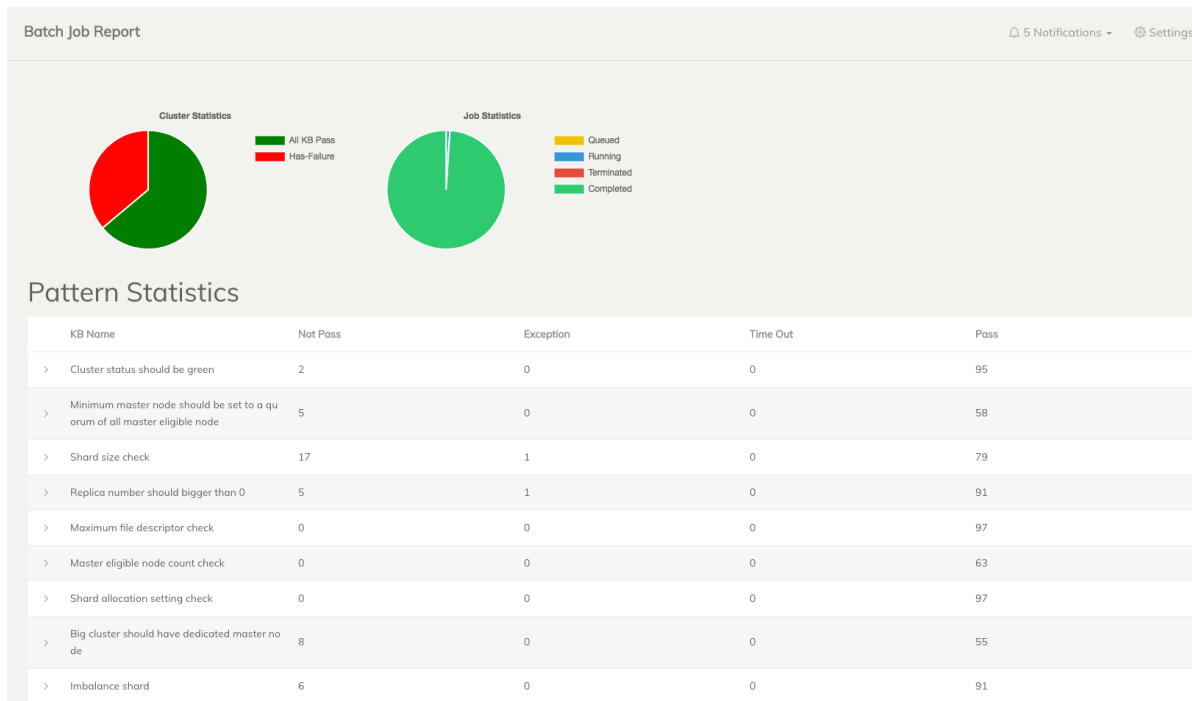 Batch Job Report
5 Notifications
Settings
Cluster Statistics
All KB Pass
Has-Failure
Job Statistics
Queued
Running
Terminated
Completed
Pattern Statistics
KB Name Not Pass Exception Time Out Pass
Cluster status should be green 2 0 0 95
Minimum master node should be set to a qu
orum of all master eligible node 5 0 0 58
Shard size check 17 1 0 79
Replica number should bigger than 0 5 1 0 91
Maximum file descriptor check 0 0 0 97
Master eligible node count check 0 0 0 63
Shard allocation setting check 0 0 0 97
Big cluster should have dedicated master no
de 8 0 0 55
Imbalance shard 6 0 0 91